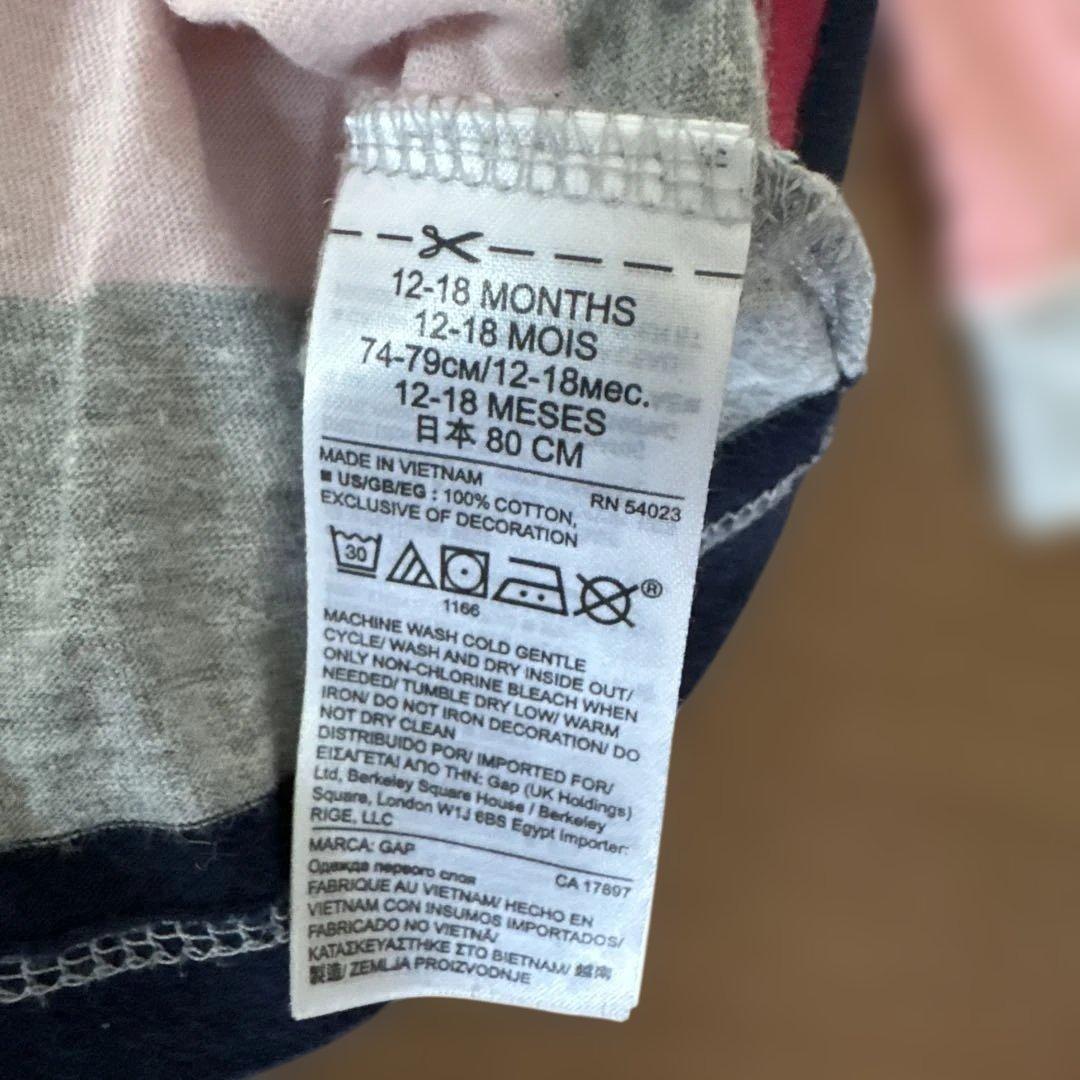 12-18 MONTHS
12-18 MOIS
74-79см/12-18мес.
12-18 MESES
日本 80 CM
MADE IN VIETNAM
RN 54023
■ US/GB/EG : 100% COTTON,
EXCLUSIVE OF DECORATION
30
®
1166
MACHINE WASH COLD GENTLE
CYCLE/ WASH AND DRY INSIDE OUT/
ONLY NON-CHLORINE BLEACH WHEN
NEEDED/ TUMBLE DRY LOW/ WARM
IRON/ DO NOT IRON DECORATION/ DO
NOT DRY CLEAN
DISTRIBUIDO POR/ IMPORTED FOR/
ΕΙΣΑΓΕΤΑΙ ΑΠΟ ΤΗΝ: Gap (UK Holdings)
Ltd, Berkeley Square House / Berkeley
Square, London W1J 6BS Egypt Importer:
RIGE, LLC
MARCA: GAP
Одежда первого слоя
CA 17897
FABRIQUE AU VIETNAM/ HECHO EN
VIETNAM CON INSUMOS IMPORTADOS/
FABRICADO NO VIETNÃ/
ΚΑΤΑΣΚΕΥΑΣΤΗΚΕ ΣΤΟ ΒΙΕΤΝΑΜ/ 越南
製造/ ZEMLJA PROIZVODNJE